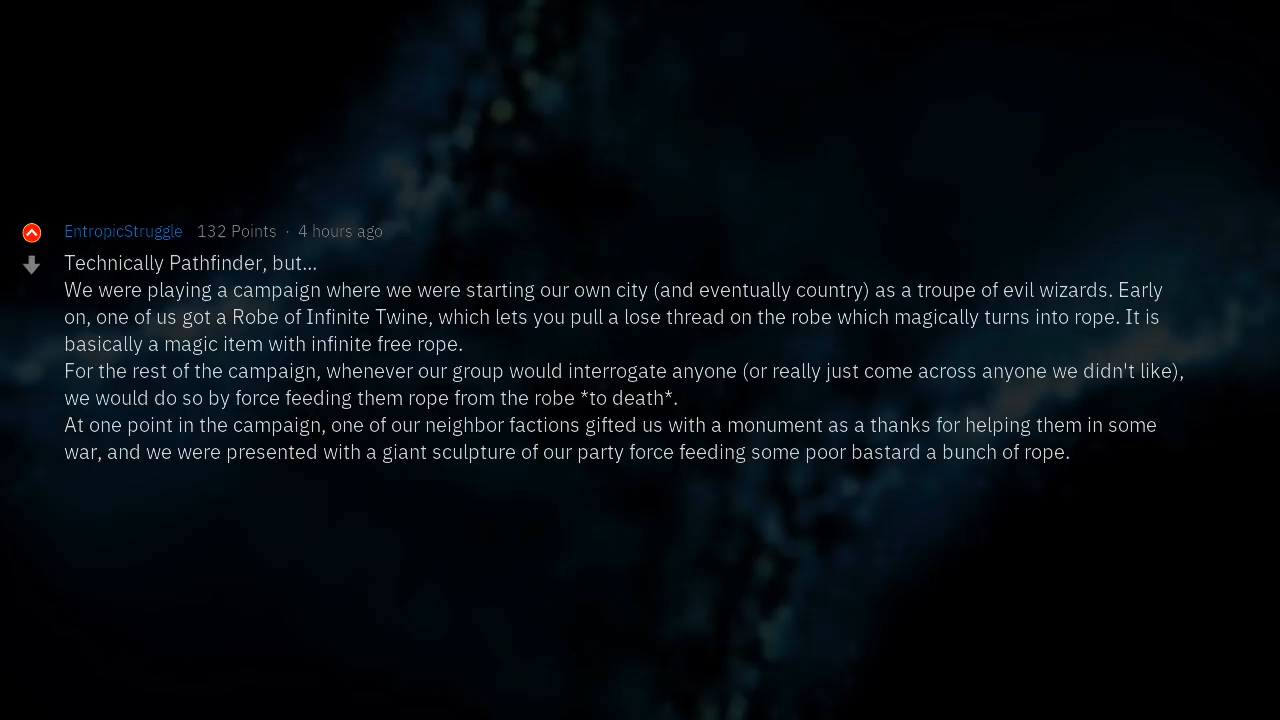 EntropicStruggle 132 Points · 4 hours ago
Technically Pathfinder, but...
We were playing a campaign where we were starting our own city (and eventually country) as a troupe of evil wizards. Early
on, one of us got a Robe of Infinite Twine, which lets you pull a lose thread on the robe which magically turns into rope. It is
basically a magic item with infinite free rope.
For the rest of the campaign, whenever our group would interrogate anyone (or really just come across anyone we didn't like),
we would do so by force feeding them rope from the robe *to death*.
At one point in the campaign, one of our neighbor factions gifted us with a monument as a thanks for helping them in some
war, and we were presented with a giant sculpture of our party force feeding some poor bastard a bunch of rope.